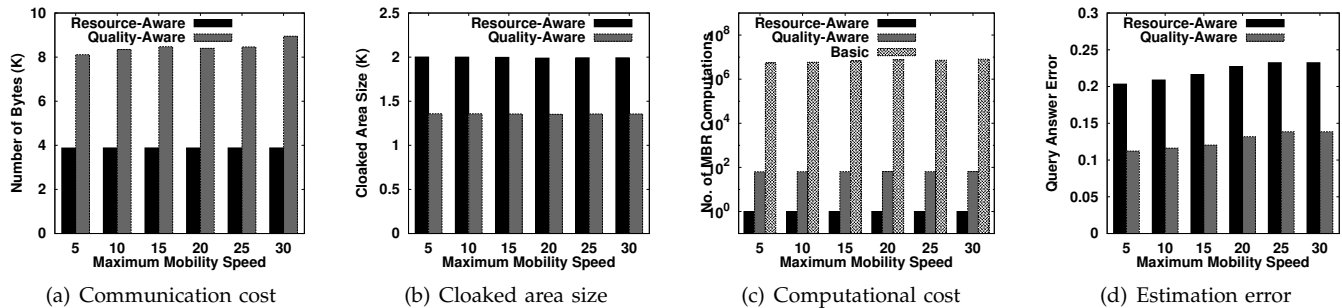 Number of Bytes (K)
10
8
6
4
2
0
Resource-Aware
Quality-Aware
5 10 15 20 25 30
Maximum Mobility Speed
(a) Communication cost
Cloaked Area Size (K)
2.5
2
1.5
1
0.5
0
Resource-Aware
Quality-Aware
5 10 15 20 25 30
Maximum Mobility Speed
(b) Cloaked area size
No. of MBR Computations
10^8
10^6
10^4
10^2
10^0
Resource-Aware
Quality-Aware
Basic
5 10 15 20 25 30
Maximum Mobility Speed
(c) Computational cost
Query Answer Error
0.3
0.25
0.2
0.15
0.1
0.05
0
Resource-Aware
Quality-Aware
5 10 15 20 25 30
Maximum Mobility Speed
(d) Estimation error